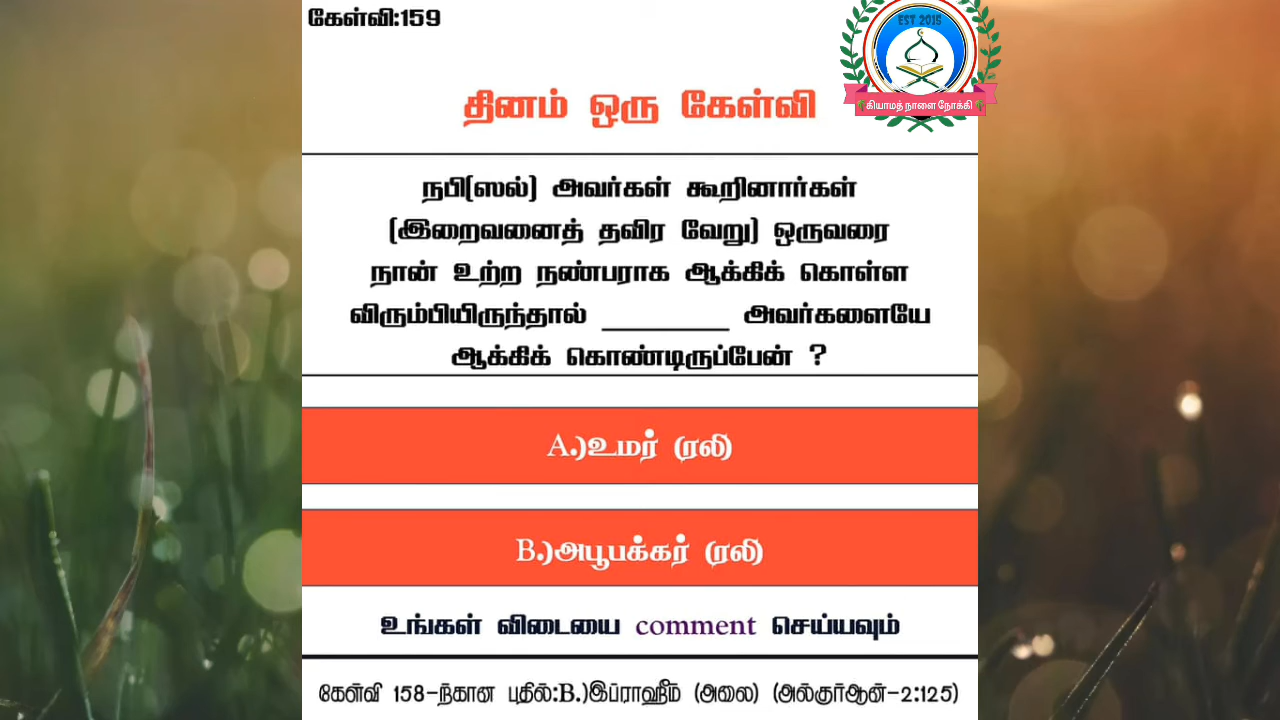 கேள்வி:159
EST 2015
கியாமத் நாளை நோக்கி
தினம் ஒரு கேள்வி
நபி(ஸல்) அவர்கள் கூறினார்கள்
(இறைவனைத் தவிர வேறு) ஒருவரை
நான் உற்ற நண்பராக ஆக்கிக் கொள்ள
விரும்பியிருந்தால் _________ அவர்களையே
ஆக்கிக் கொண்டிருப்பேன் ?
A.)உமர் (ரலி)
B.)அபூபக்கர் (ரலி)
உங்கள் விடையை comment செய்யவும்
கேள்வி 158-ற்கான பதில்:B.)இப்ராஹீம் (அலை) (அல்குர்ஆன்-2:125)